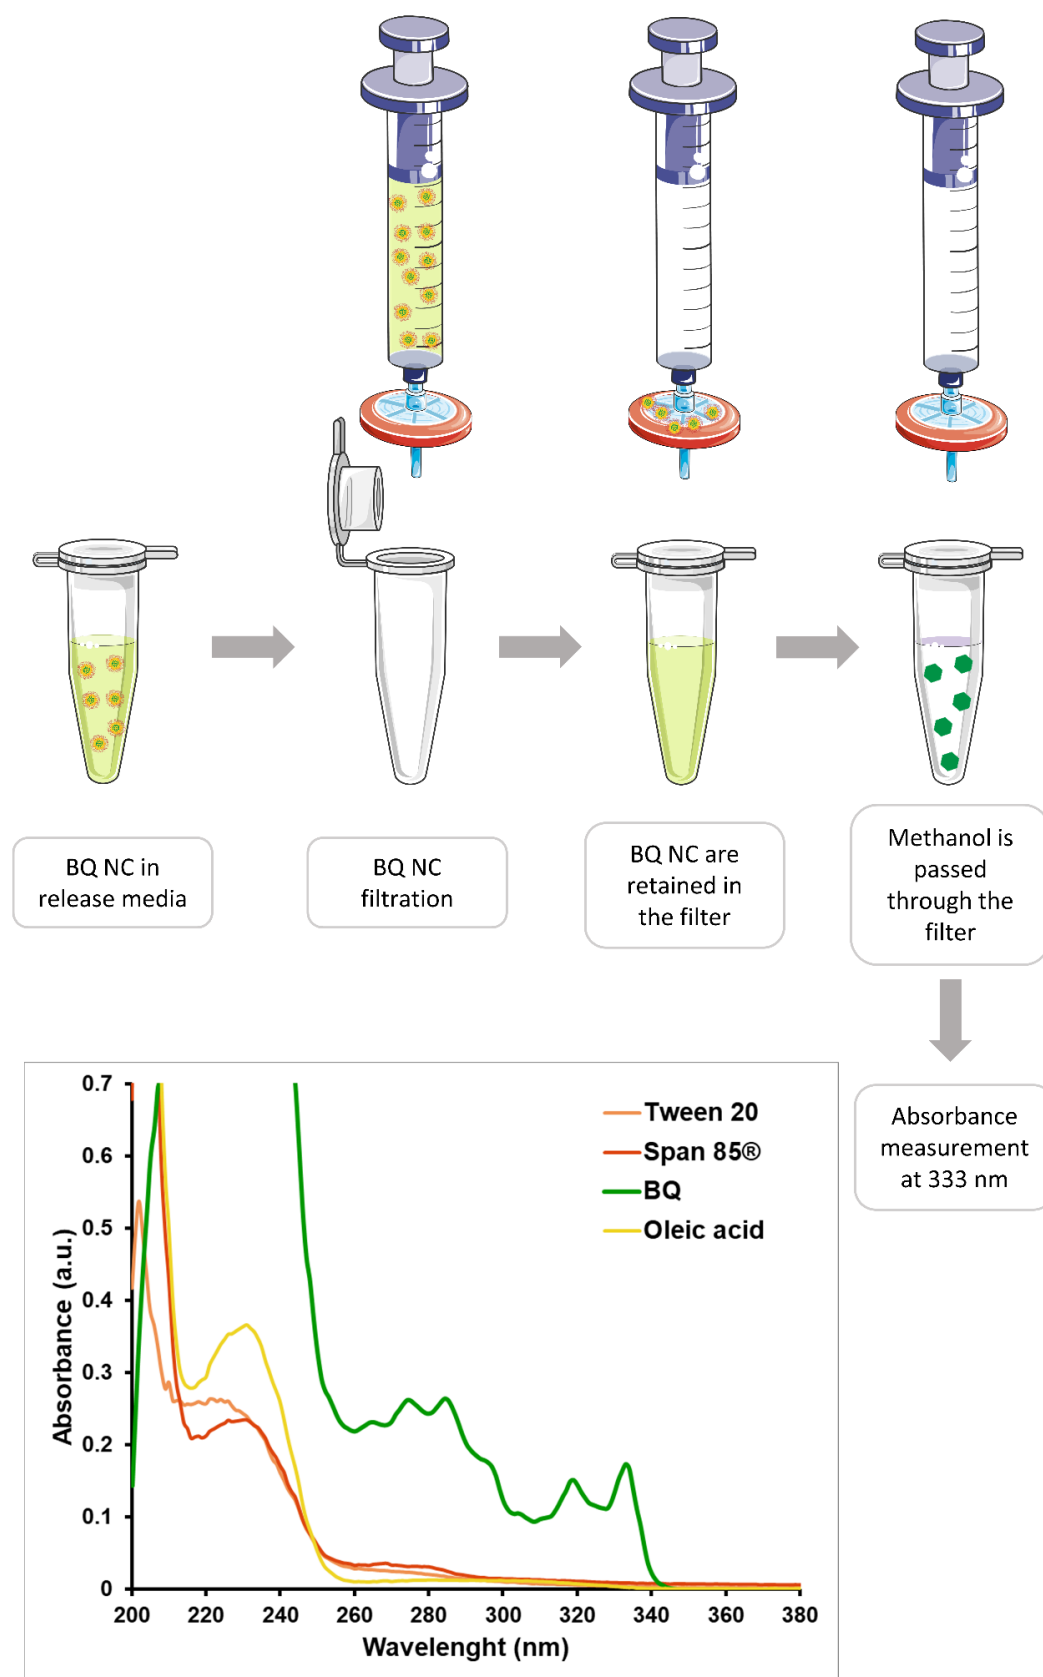 BQ NC in
release media
BQ NC
filtration
BQ NC are
retained in
the filter
Methanol is
passed
through the
filter
Absorbance
measurement
at 333 nm
Tween 20
Span 85®
BQ
Oleic acid
Absorbance (a.u.)
0.7
0.6
0.5
0.4
0.3
0.2
0.1
0
200 220 240 260 280 300 320 340 360 380
Wavelenght (nm)